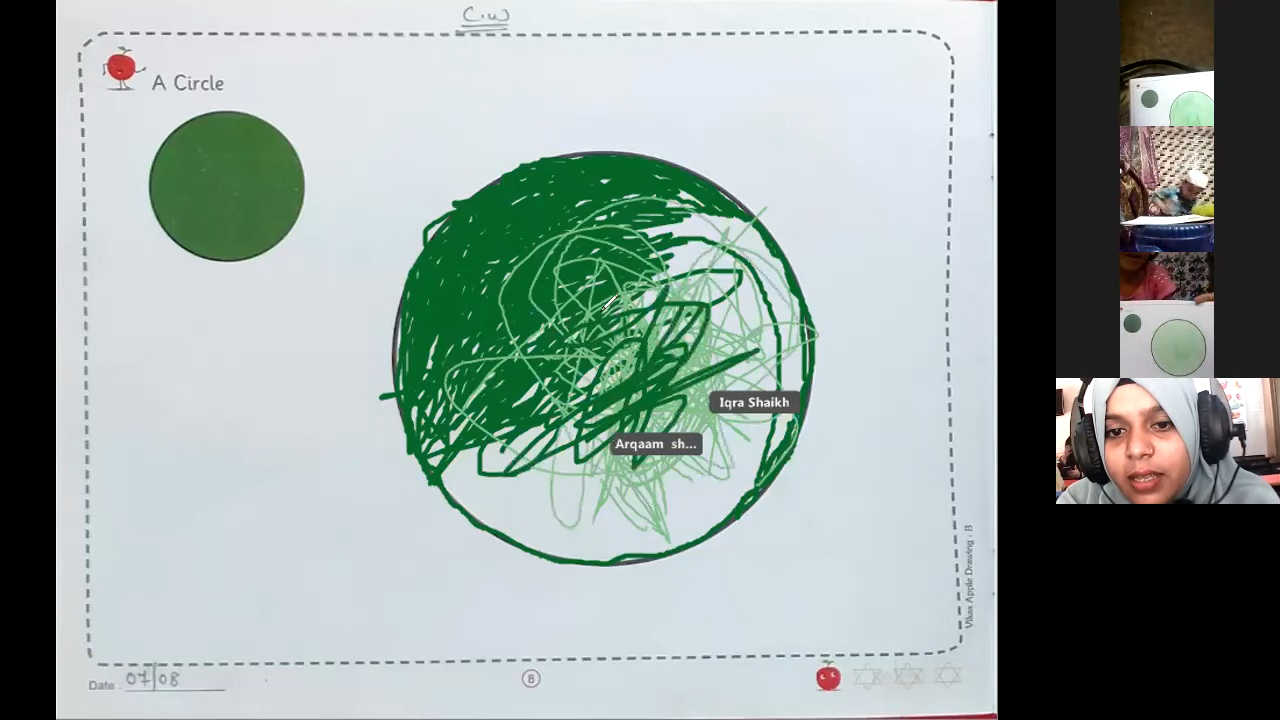 C.W
A Circle
Iqra Shaikh
Arqaam sh...
Vikas Apple Drawing : B
Date : 07/08
8